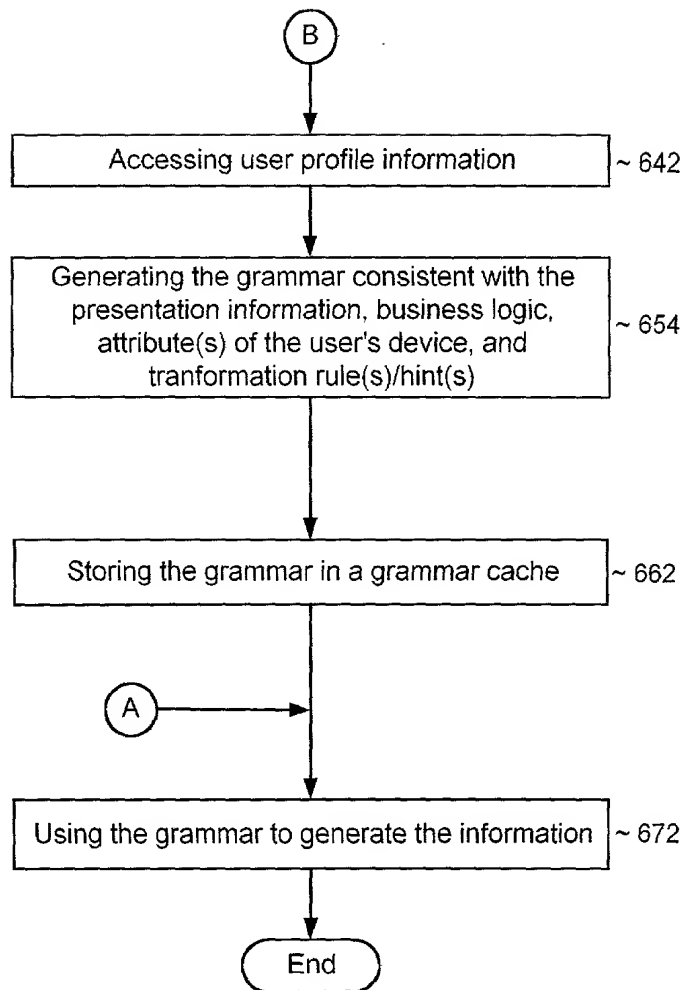 B
Accessing user profile information
~ 642
Generating the grammar consistent with the
presentation information, business logic,
attribute(s) of the user's device, and
tranformation rule(s)/hint(s)
~ 654
Storing the grammar in a grammar cache
~ 662
A
Using the grammar to generate the information
~ 672
End